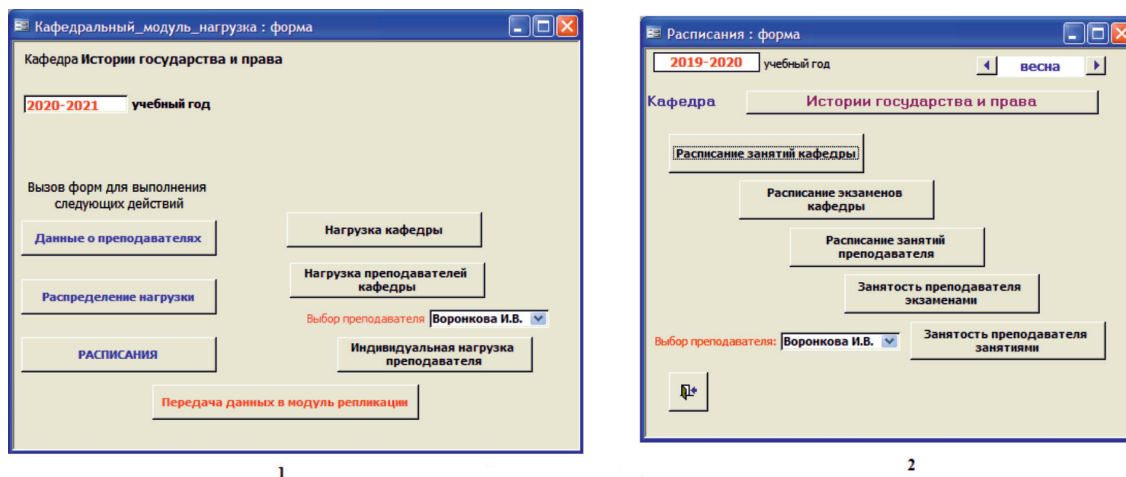 Кафедральный_модуль_нагрузка : форма
Кафедра Истории государства и права
2020-2021 учебный год
Вызов форм для выполнения
следующих действий
Данные о преподавателях
Нагрузка кафедры
Распределение нагрузки
Нагрузка преподавателей
кафедры
Выбор преподавателя Воронкова И.В.
РАСПИСАНИЯ
Индивидуальная нагрузка
преподавателя
Передача данных в модуль репликации
1
Расписания : форма
2019-2020 учебный год
весна
Кафедра Истории государства и права
Расписание занятий кафедры
Расписание экзаменов
кафедры
Расписание занятий
преподавателя
Занятость преподавателя
экзаменами
Выбор преподавателя: Воронкова И.В.
Занятость преподавателя
занятиями
2